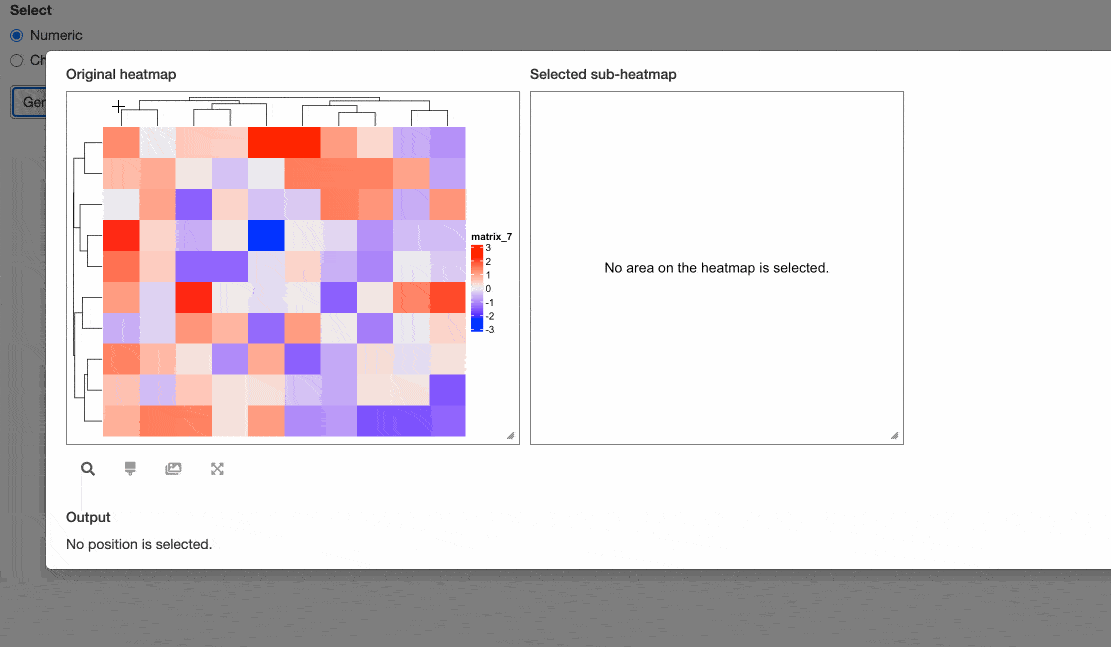 Select
Numeric
Ch
Gen
Original heatmap
Selected sub-heatmap
matrix_7
3
2
1
0
-1
-2
-3
No area on the heatmap is selected.
Output
No position is selected.